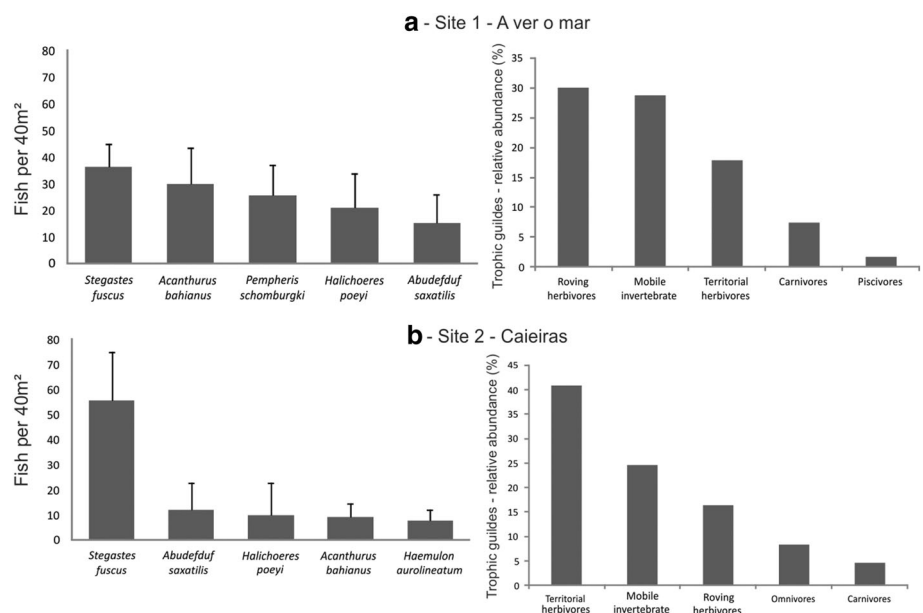 a - Site 1 - A ver o mar
Fish per 40m²
80
70
60
50
40
30
20
10
0
Stegastes fuscus
Acanthurus bahianus
Pempheris schomburgki
Halichoeres poeyi
Abudefduf saxatilis
Trophic guildes - relative abundance (%)
35
30
25
20
15
10
5
0
Roving herbivores
Mobile invertebrate
Territorial herbivores
Carnivores
Piscivores
b - Site 2 - Caieiras
Fish per 40m²
80
70
60
50
40
30
20
10
0
Stegastes fuscus
Abudefduf saxatilis
Halichoeres poeyi
Acanthurus bahianus
Haemulon aurolineatum
Trophic guildes - relative abundance (%)
45
40
35
30
25
20
15
10
5
0
Territorial herbivores
Mobile invertebrate
Roving herbivores
Omnivores
Carnivores